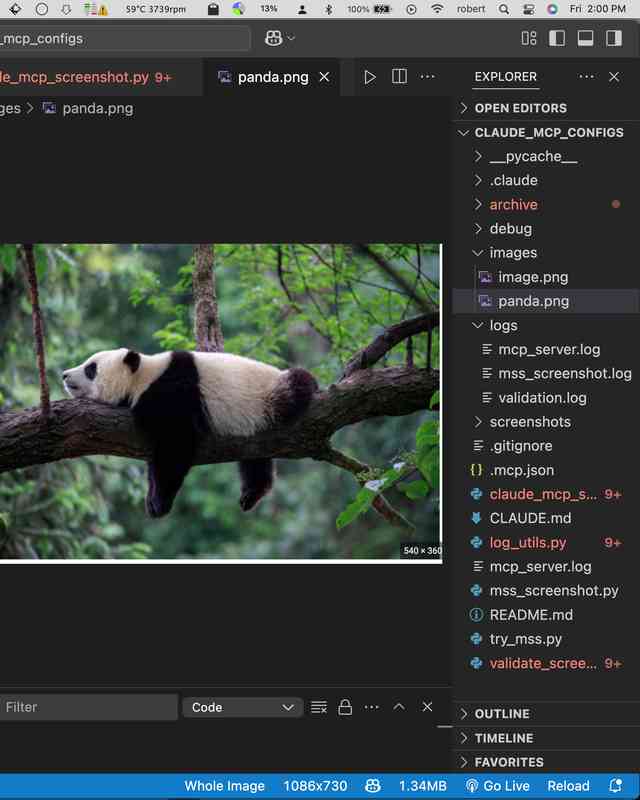 59°C 3739rpm 13% 100% robert Fri 2:00 PM
_mcp_configs
de_mcp_screenshot.py 9+ panda.png EXPLORER
ges > panda.png
OPEN EDITORS
CLAUDE_MCP_CONFIGS
__pycache__
.claude
archive
debug
images
image.png
panda.png
logs
mcp_server.log
mss_screenshot.log
validation.log
screenshots
.gitignore
{} .mcp.json
claude_mcp_s... 9+
CLAUDE.md
log_utils.py 9+
mcp_server.log
mss_screenshot.py
README.md
try_mss.py
validate_scree... 9+
540 × 360
Filter Code
OUTLINE
TIMELINE
FAVORITES
Whole Image 1086x730 1.34MB Go Live Reload